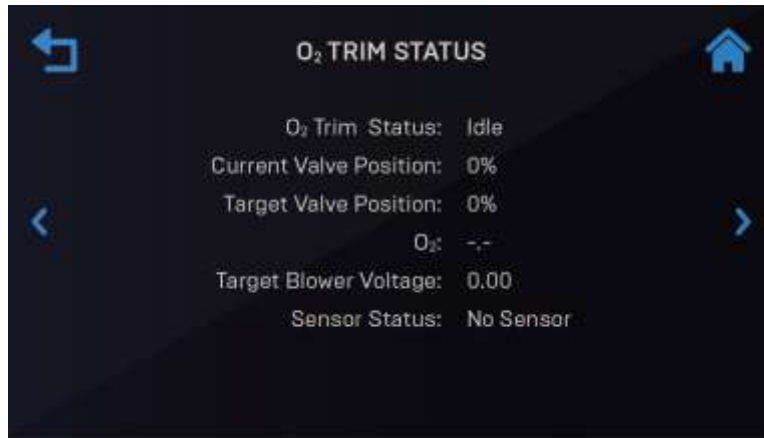 O₂ TRIM STATUS
O₂ Trim Status: Idle
Current Valve Position: 0%
Target Valve Position: 0%
O₂: -.-
Target Blower Voltage: 0.00
Sensor Status: No Sensor